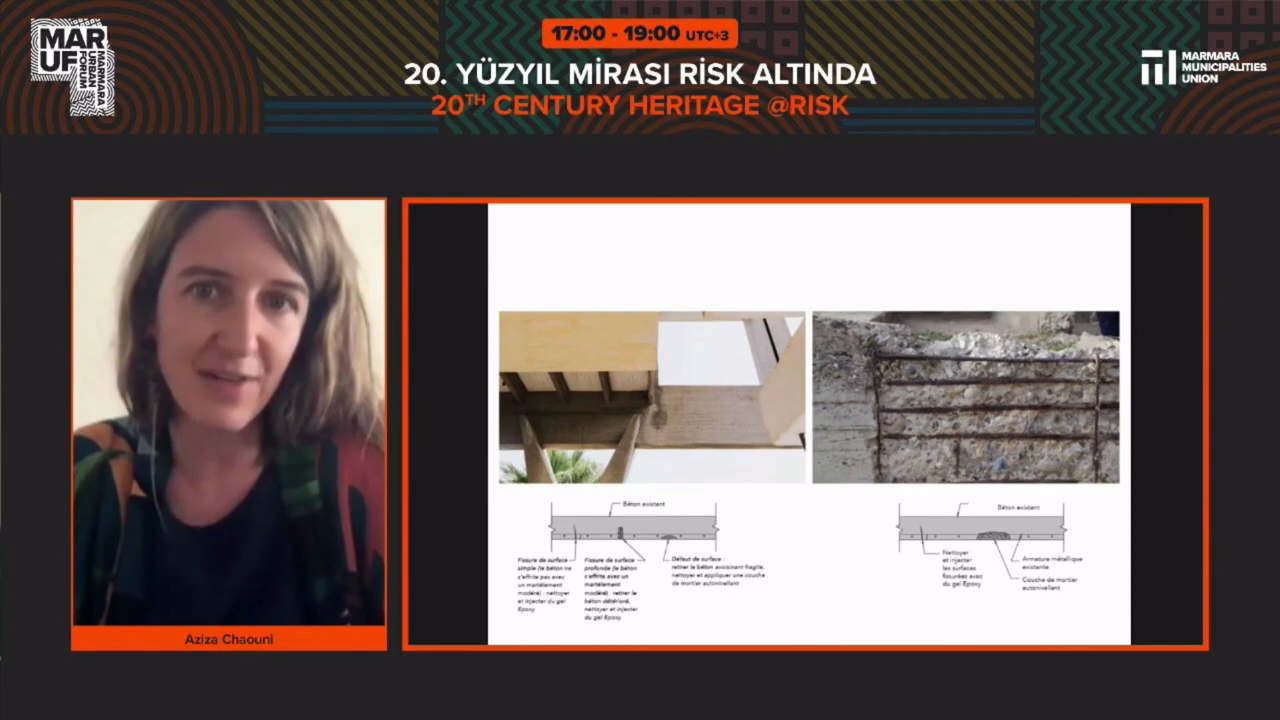 MAR
UF
MARMARA
URBAN
FORUM
17:00 - 19:00 UTC+3
20. YÜZYIL MİRASI RİSK ALTINDA
20TH CENTURY HERITAGE @RISK
MARMARA
MUNICIPALITIES
UNION
Aziza Chaouni
Béton existant
Fissure de surface
simple (le béton ne
s'effrite pas avec
un martèlement
modéré) : nettoyer
et injecter du gel
Epoxy
Fissure de surface
profonde (le béton
s'effrite avec un
martèlement
modéré) : retirer le
béton détérioré,
nettoyer et injecter
du gel Epoxy
Défaut de surface :
retirer le béton avoisinant fragile,
nettoyer et appliquer une couche
de mortier autonivellant
Béton existant
Nettoyer
et injecter
les surfaces
fissurées avec
du gel Epoxy
Armature métallique
existante
Couche de mortier
autonivellant